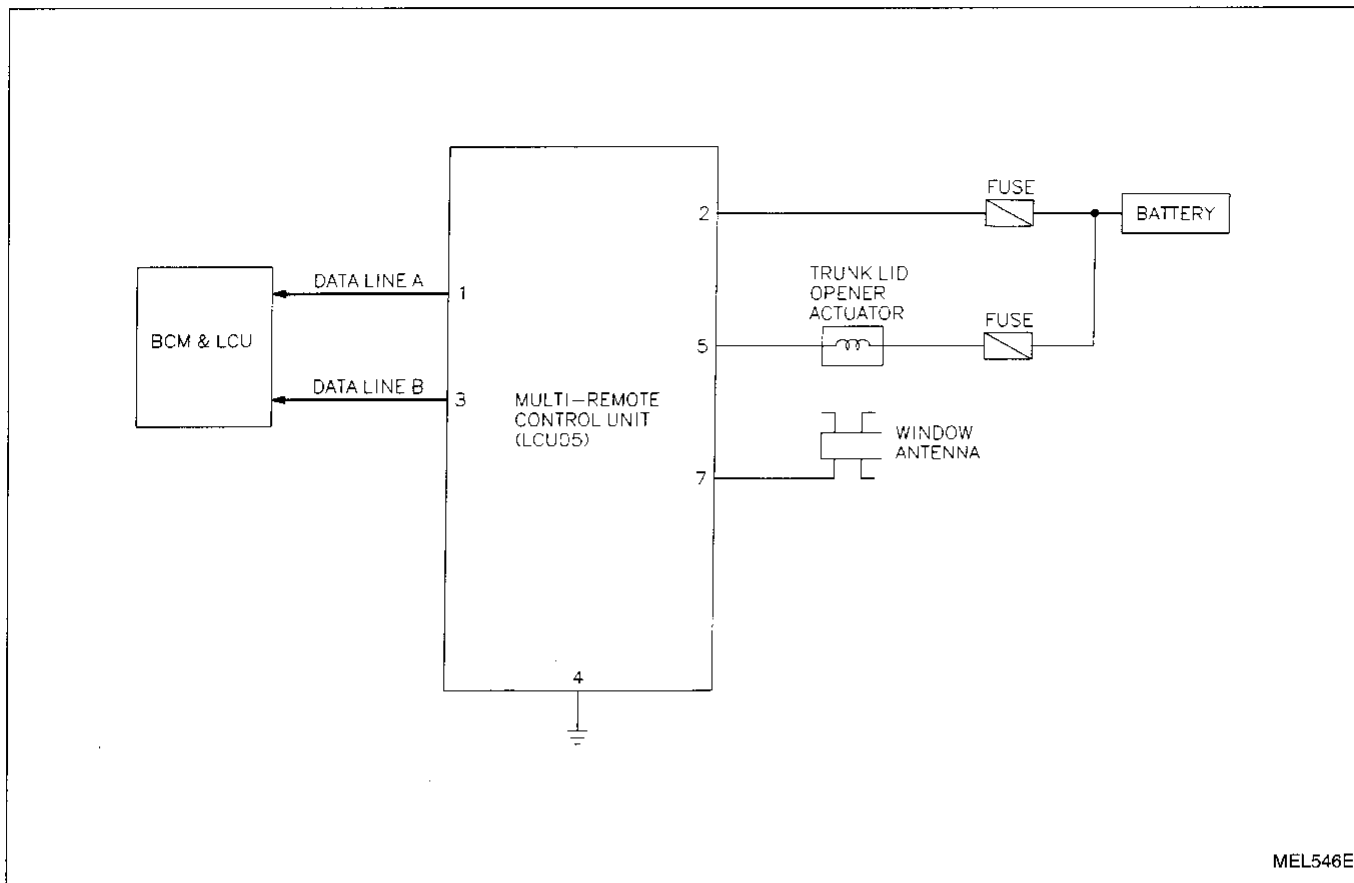 FUSE
2
BATTERY
DATA LINE A
1
TRUNK LID
OPENER
ACTUATOR
FUSE
BCM & LCU
5
DATA LINE B
3
MULTI-REMOTE
CONTROL UNIT
(LCU05)
WINDOW
ANTENNA
7
4
MEL546E